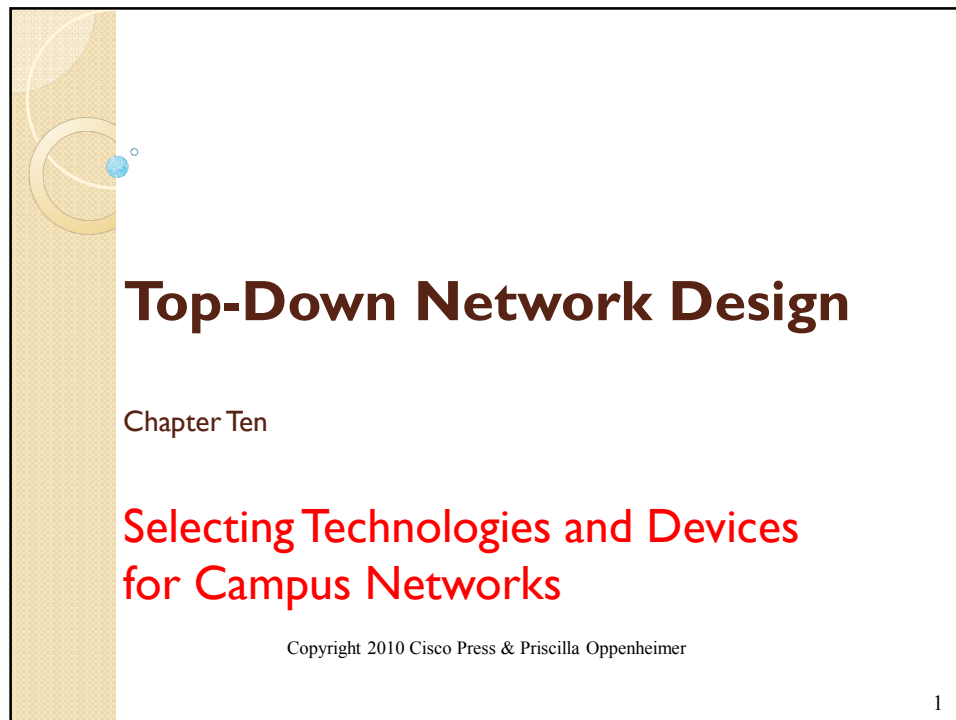 Top-Down Network Design
Chapter Ten
Selecting Technologies and Devices
for Campus Networks
Copyright 2010 Cisco Press & Priscilla Oppenheimer
1